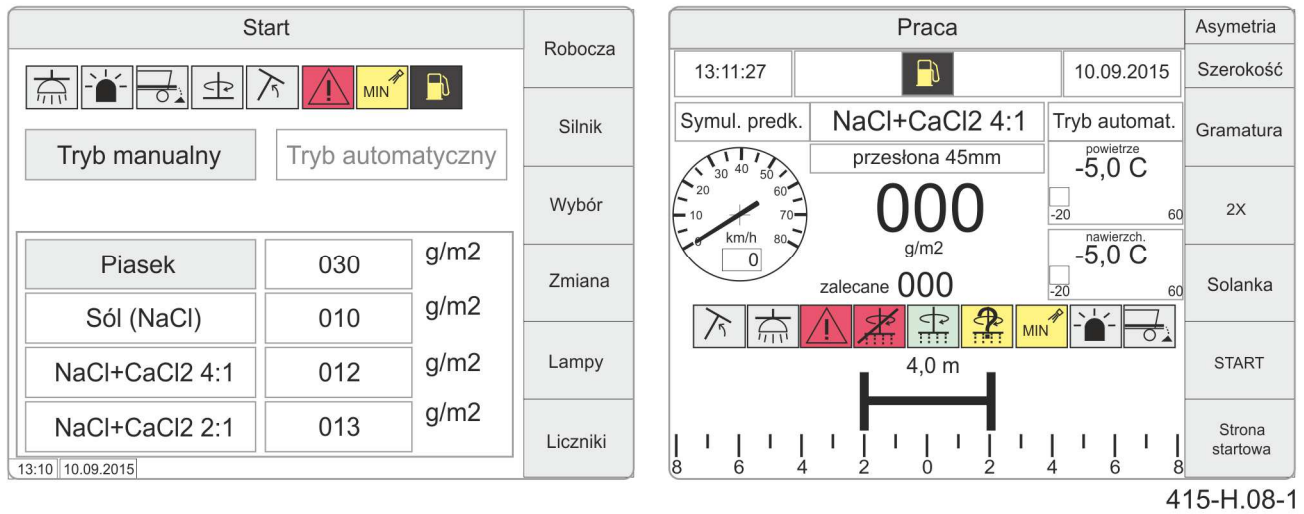 Start
MIN
Tryb manualny
Tryb automatyczny
Piasek 030 g/m2
Sól (NaCl) 010 g/m2
NaCl+CaCl2 4:1 012 g/m2
NaCl+CaCl2 2:1 013 g/m2
13:10 10.09.2015
Robocza
Silnik
Wybór
Zmiana
Lampy
Liczniki
Praca
13:11:27
10.09.2015
Symul. predk.
NaCl+CaCl2 4:1
Tryb automat.
przesłona 45mm
0 10 20 30 40 50 60 70 80
km/h
0
000
g/m2
zalecane 000
powietrze
-5,0 C
-20 60
nawierzch.
-5,0 C
-20 60
?
MIN
4,0 m
8 6 4 2 0 2 4 6 8
Asymetria
Szerokość
Gramatura
2X
Solanka
START
Strona
startowa
415-H.08-1